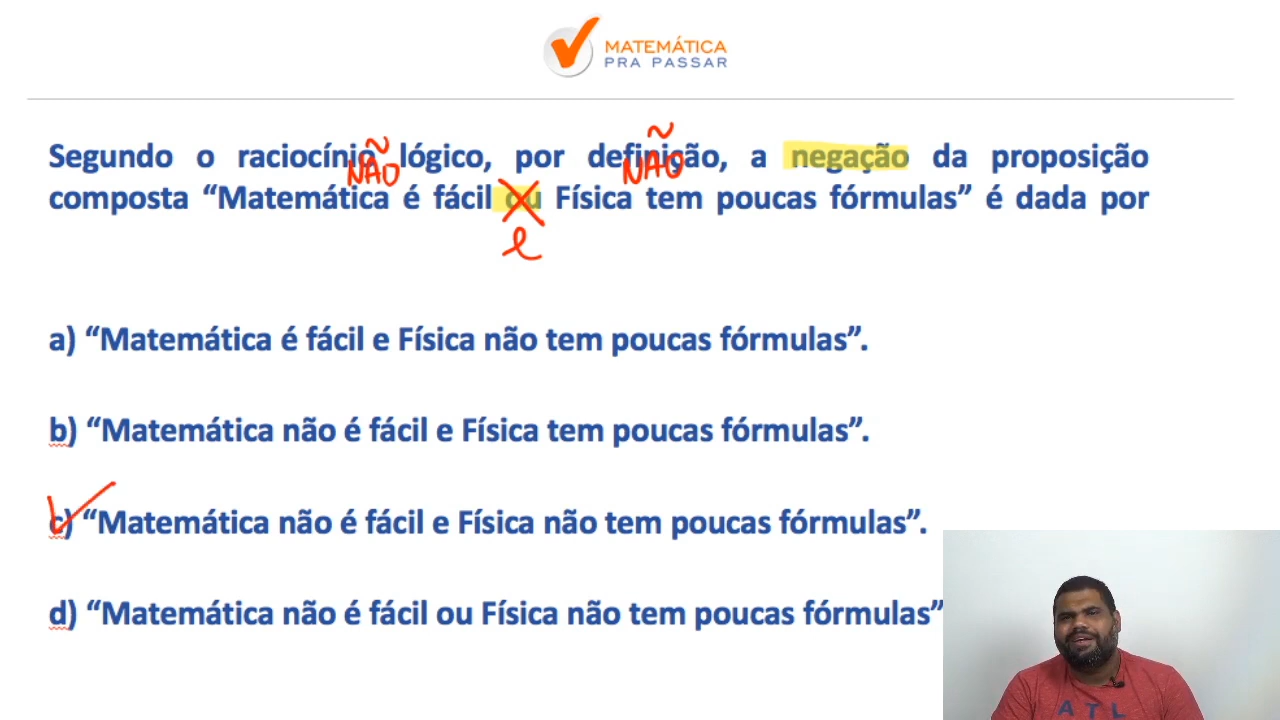 MATEMÁTICA
PRA PASSAR
Segundo o raciocínio lógico, por definição, a negação da proposição
~ ~
NÃO NÃO
composta “Matemática é fácil ou Física tem poucas fórmulas” é dada por
e
a) “Matemática é fácil e Física não tem poucas fórmulas”.
b) “Matemática não é fácil e Física tem poucas fórmulas”.
c) “Matemática não é fácil e Física não tem poucas fórmulas”.
d) “Matemática não é fácil ou Física não tem poucas fórmulas”
ATL